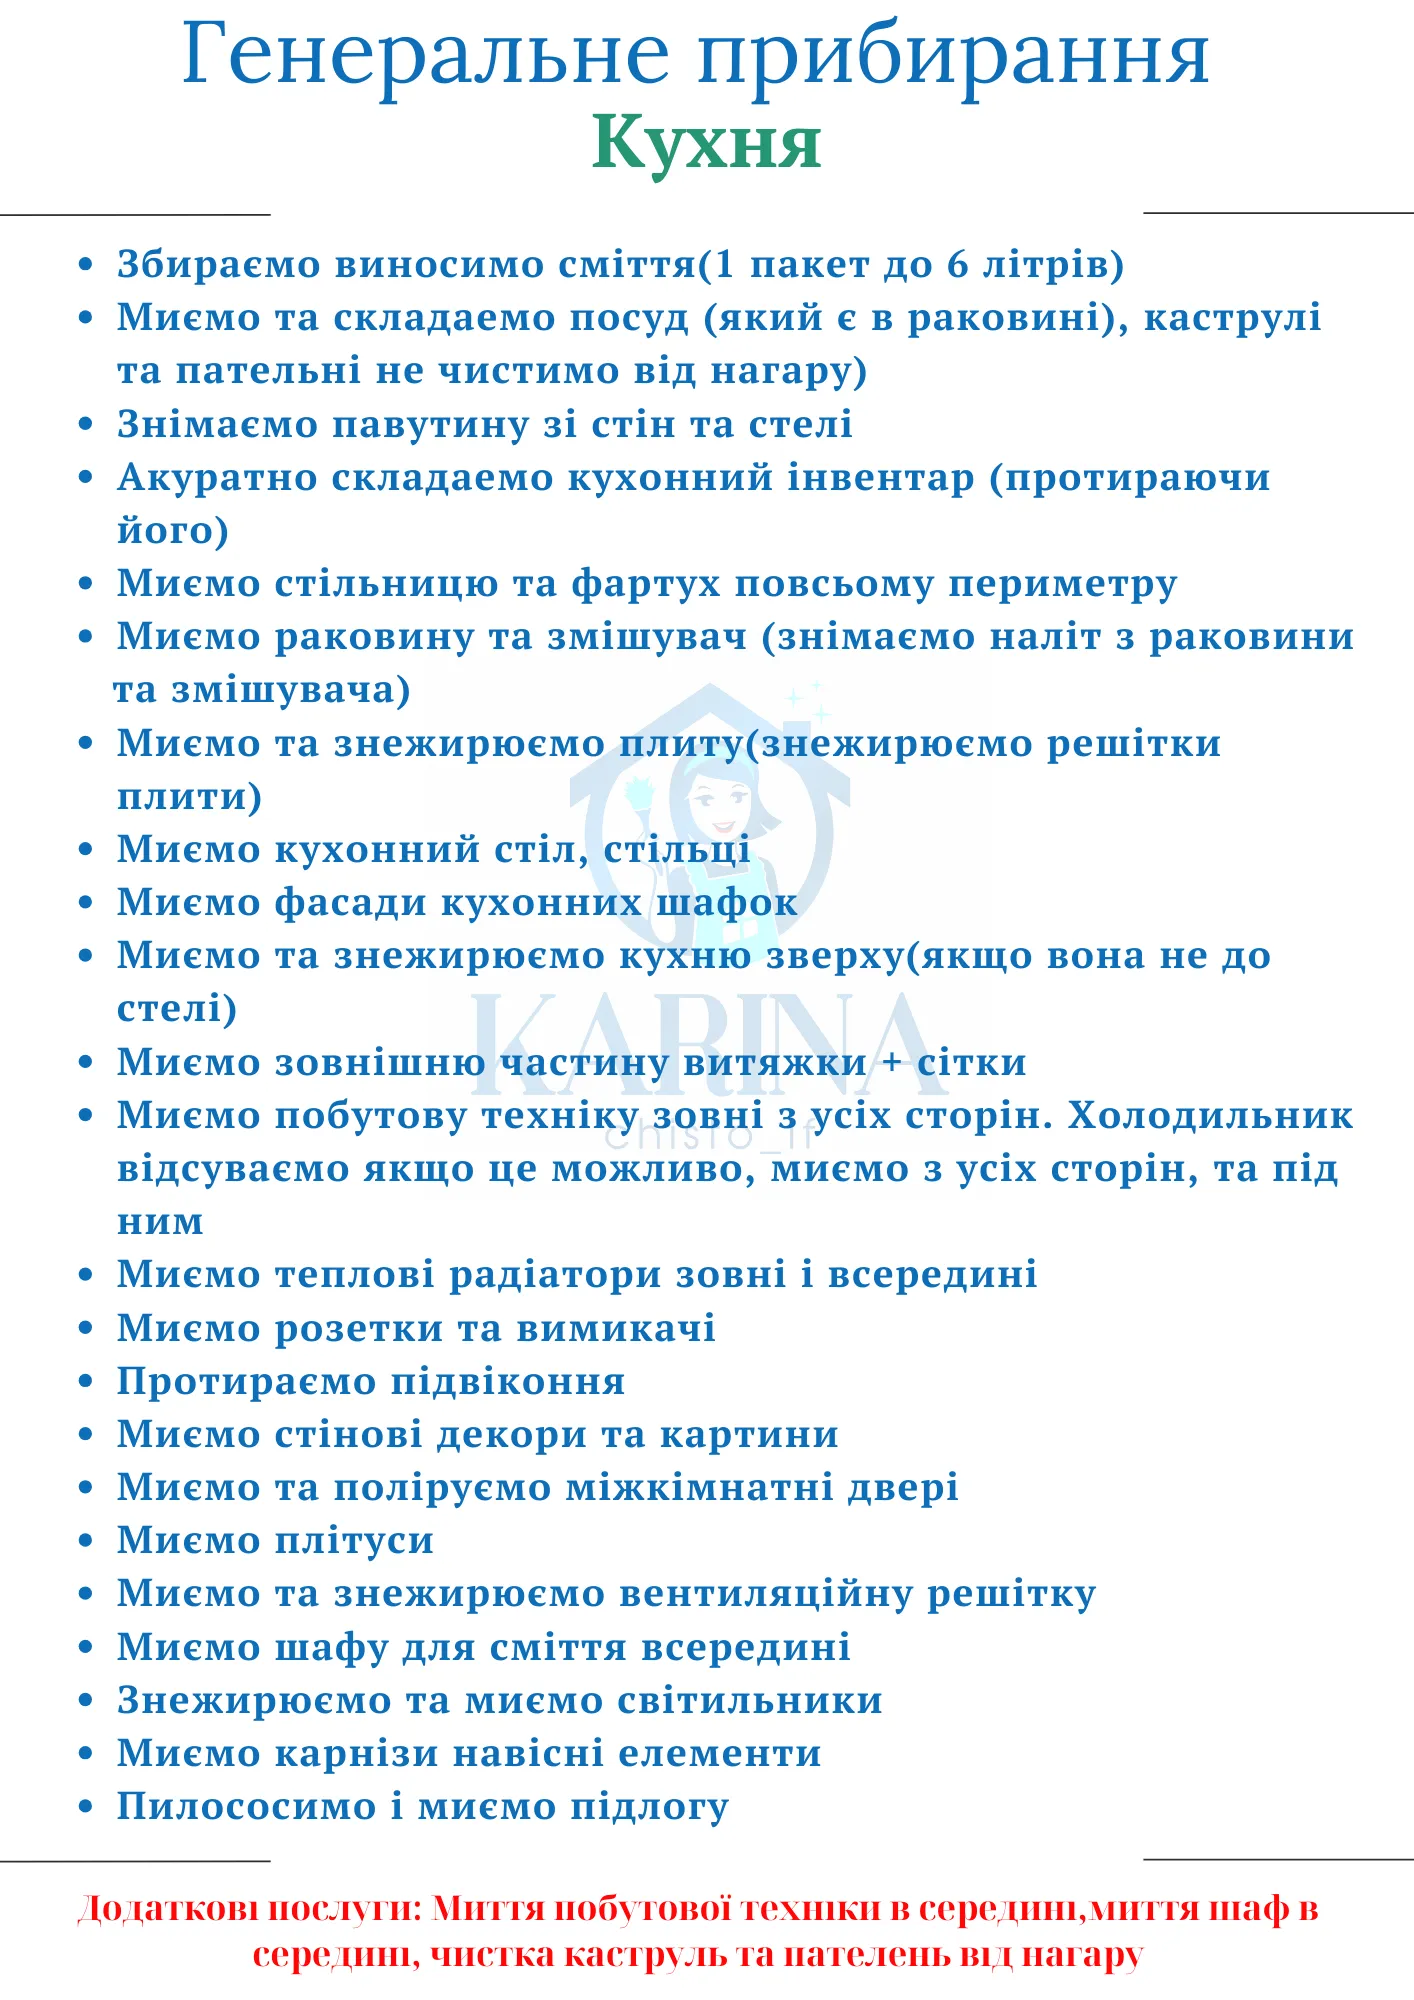 Генеральне прибирання
Кухня
• Збираємо виносимо сміття(1 пакет до 6 літрів)
• Миємо та складаемо посуд (який є в раковині), каструлі
та пательні не чистимо від нагару)
• Знімаємо павутину зі стін та стелі
• Акуратно складаемо кухонний інвентар (протираючи
його)
• Миємо стільницю та фартух повсьому периметру
• Миємо раковину та змішувач (знімаємо наліт з раковини
та змішувача)
• Миємо та знежирюємо плиту(знежирюємо решітки
плити)
• Миємо кухонний стіл, стільці
• Миємо фасади кухонних шафок
• Миємо та знежирюємо кухню зверху(якщо вона не до
стелі)
KARINA
• Миємо зовнішню частину витяжки + сітки
• Миємо побутову техніку зовні з усіх сторін. Холодильник
chisto_if
відсуваємо якщо це можливо, миємо з усіх сторін, та під
ним
• Миємо теплові радіатори зовні і всередині
• Миємо розетки та вимикачі
• Протираємо підвіконня
• Миємо стінові декори та картини
• Миємо та поліруємо міжкімнатні двері
• Миємо плітуси
• Миємо та знежирюємо вентиляційну решітку
• Миємо шафу для сміття всередині
• Знежирюємо та миємо світильники
• Миємо карнізи навісні елементи
• Пилососимо і миємо підлогу
Додаткові послуги: Миття побутової техніки в середині,миття шаф в
середині, чистка каструль та пателень від нагару